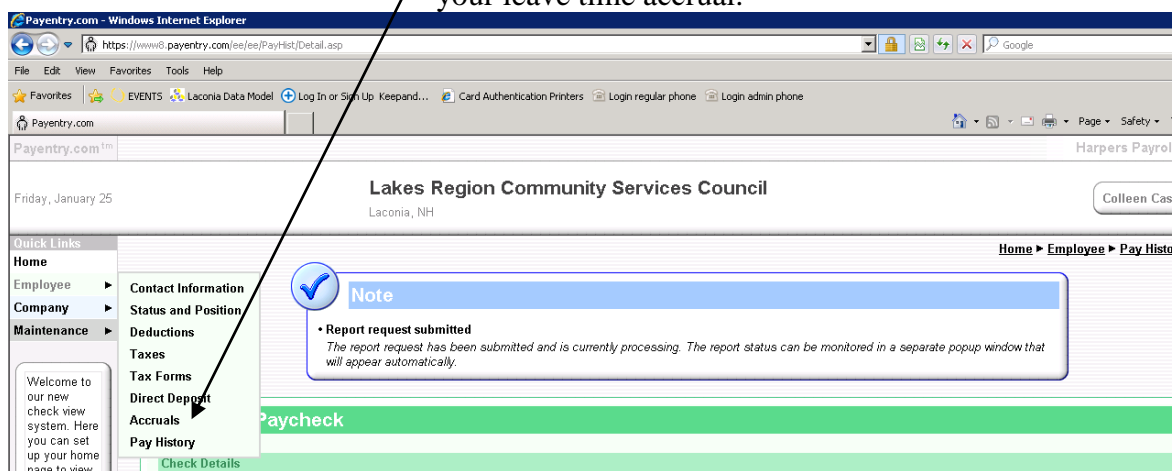 your leave time accrual.
Payentry.com - Windows Internet Explorer
https://www8.payentry.com/ee/ee/PayHist/Detail.asp
Google
File Edit View Favorites Tools Help
Favorites EVENTS Laconia Data Model Log In or Sign Up Keepand... Card Authentication Printers Login regular phone Login admin phone
Payentry.com Page Safety
Payentry.com tm Harpers Payrol
Friday, January 25 Lakes Region Community Services Council
Laconia, NH
Colleen Cas
Quick Links
Home
Home ► Employee ► Pay Histo
Employee
Company
Maintenance
Contact Information
Status and Position
Deductions
Taxes
Tax Forms
Direct Deposit
Accruals
Pay History
Note
• Report request submitted
The report request has been submitted and is currently processing. The report status can be monitored in a separate popup window that
will appear automatically.
Welcome to
our new
check view
system. Here
you can set
up your home
page to view
Paycheck
Check Details